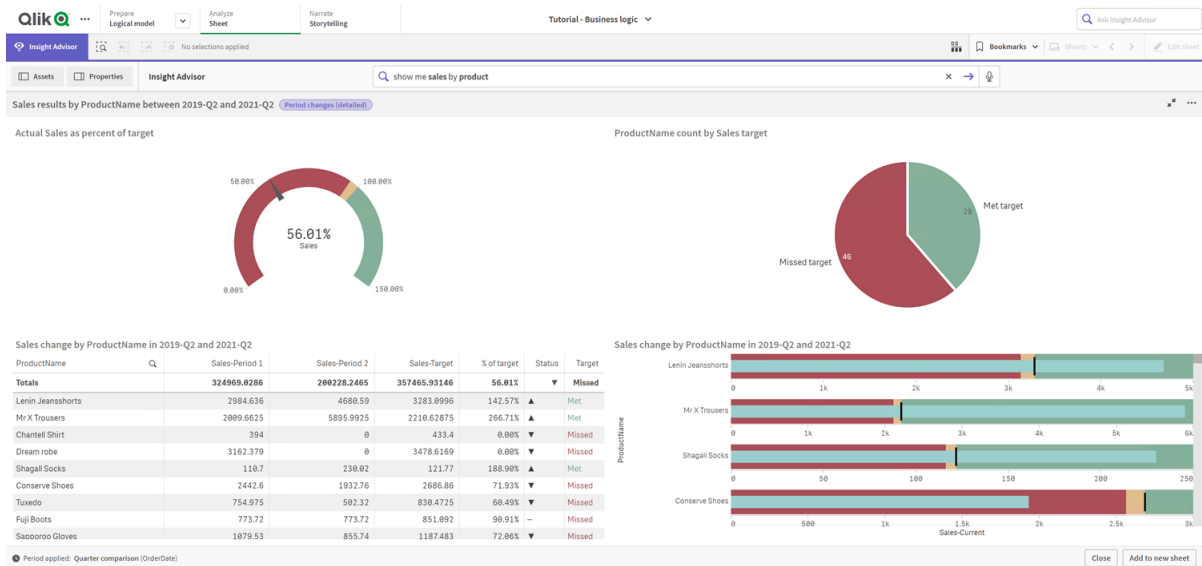 Qlik
Prepare
Logical model
Analyze
Sheet
Narrate
Storytelling
Tutorial - Business logic
Ask Insight Advisor
Insight Advisor
No selections applied
Bookmarks
Sheets
Edit sheet
Assets
Properties
Insight Advisor
show me sales by product
Sales results by ProductName between 2019-Q2 and 2021-Q2 Period changes (detailed)
Actual Sales as percent of target
50.00% 100.00%
56.01%
Sales
0.00% 150.00%
ProductName count by Sales target
Met target
29
Missed target 46
Sales change by ProductName in 2019-Q2 and 2021-Q2
ProductName Sales-Period 1 Sales-Period 2 Sales-Target % of target Status Target
Totals 324969.0286 200228.2465 357465.93146 56.01% ▼ Missed
Lenin Jeansshorts 2984.636 4680.59 3283.0996 142.57% ▲ Met
Mr X Trousers 2009.6625 5895.9925 2210.62875 266.71% ▲ Met
Chantell Shirt 394 0 433.4 0.00% ▼ Missed
Dream robe 3162.379 0 3478.6169 0.00% ▼ Missed
Shagall Socks 110.7 230.02 121.77 188.90% ▲ Met
Conserve Shoes 2442.6 1932.76 2686.86 71.93% ▼ Missed
Tuxedo 754.975 502.32 830.4725 60.49% ▼ Missed
Fuji Boots 773.72 773.72 851.092 90.91% -- Missed
Sapporoo Gloves 1079.53 855.74 1187.483 72.06% ▼ Missed
Sales change by ProductName in 2019-Q2 and 2021-Q2
ProductName
Lenin Jeansshorts
0 1k 2k 3k 4k 5k
Mr X Trousers
0 1k 2k 3k 4k 5k 6k
Shagall Socks
0 50 100 150 200 250
Conserve Shoes
0 500 1k 1.5k 2k 2.5k 3k
Sales-Current
Period applied: Quarter comparison (OrderDate)
Close
Add to new sheet